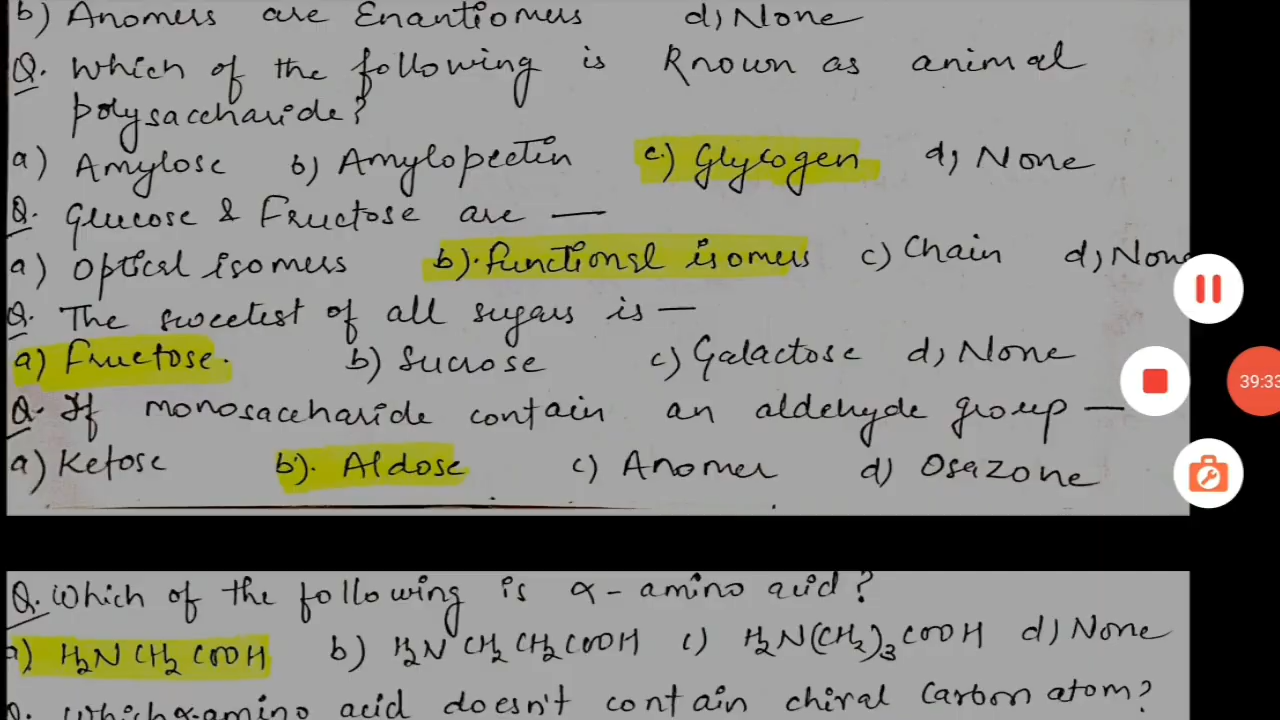 b) Anomers are Enantiomers d) None
Q. Which of the following is known as animal
polysaccharide?
a) Amylose b) Amylopectin c) Glycogen d) None
Q. Glucose & Fructose are —
a) Optical isomers b). Functional isomers c) Chain d) None
Q. The sweetest of all sugars is —
a) Fructose. b) Sucrose c) Galactose d) None
Q. If monosaccharide contain an aldehyde group —
a) Ketose b). Aldose c) Anomer d) Osazone
Q. Which of the following is α-amino acid?
a) H₂N CH₂ COOH b) H₂N CH₂ CH₂ COOH c) H₂N(CH₂)₃COOH d) None
Q. Which α-amino acid doesn't contain chiral Carbon atom?
39:33